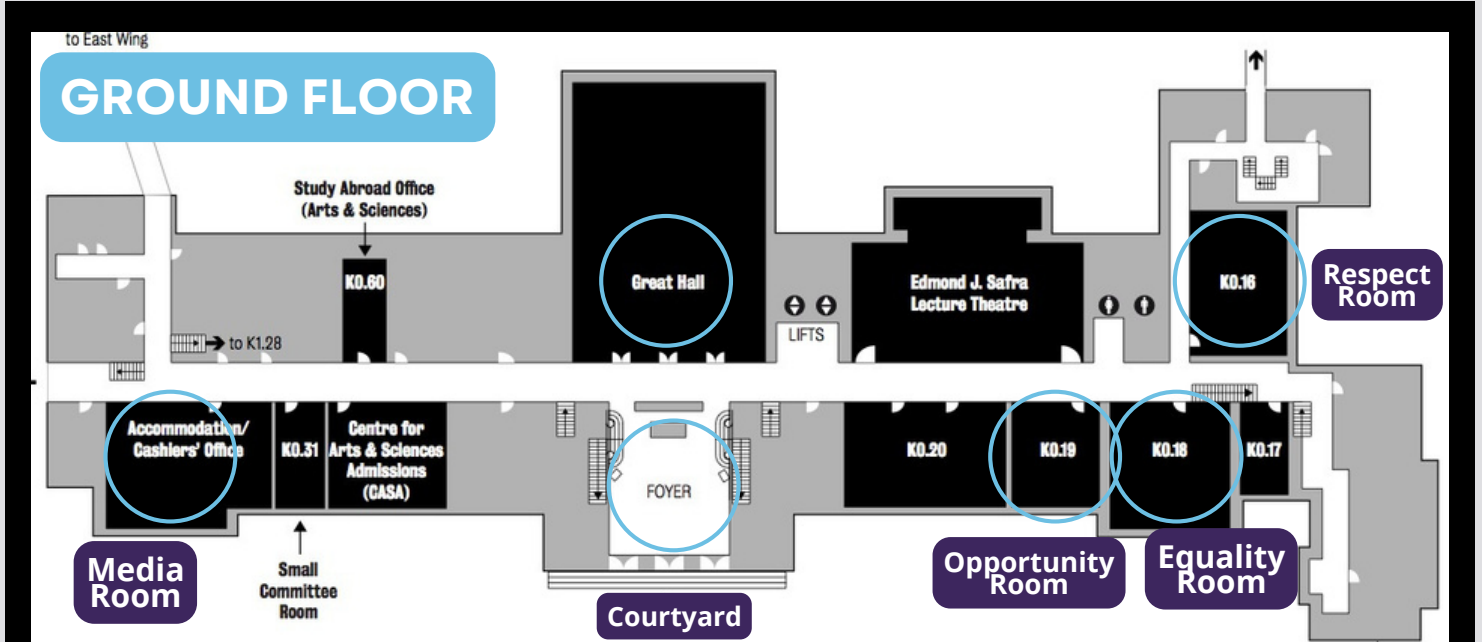 to East Wing
GROUND FLOOR
Study Abroad Office
(Arts & Sciences)
K0.60
Great Hall
Edmond J. Safra
Lecture Theatre
K0.16
Respect
Room
LIFTS
to K1.28
Accommodation/
Cashiers' Office
K0.31
Centre for
Arts & Sciences
Admissions
(CASA)
FOYER
K0.20
K0.19
K0.18
K0.17
Media
Room
Small
Committee
Room
Courtyard
Opportunity
Room
Equality
Room